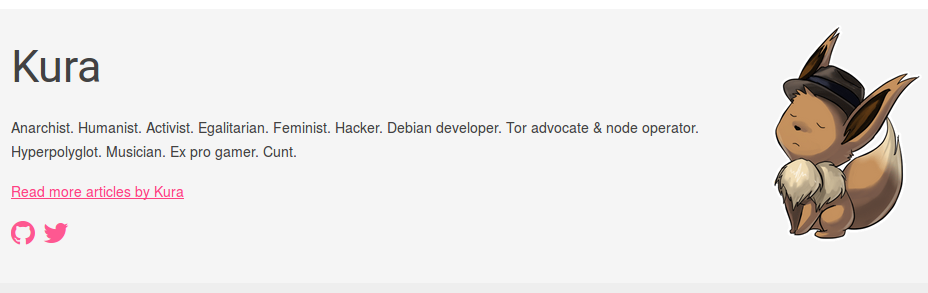 Kura
Anarchist. Humanist. Activist. Egalitarian. Feminist. Hacker. Debian developer. Tor advocate & node operator.
Hyperpolyglot. Musician. Ex pro gamer. Cunt.
Read more articles by Kura